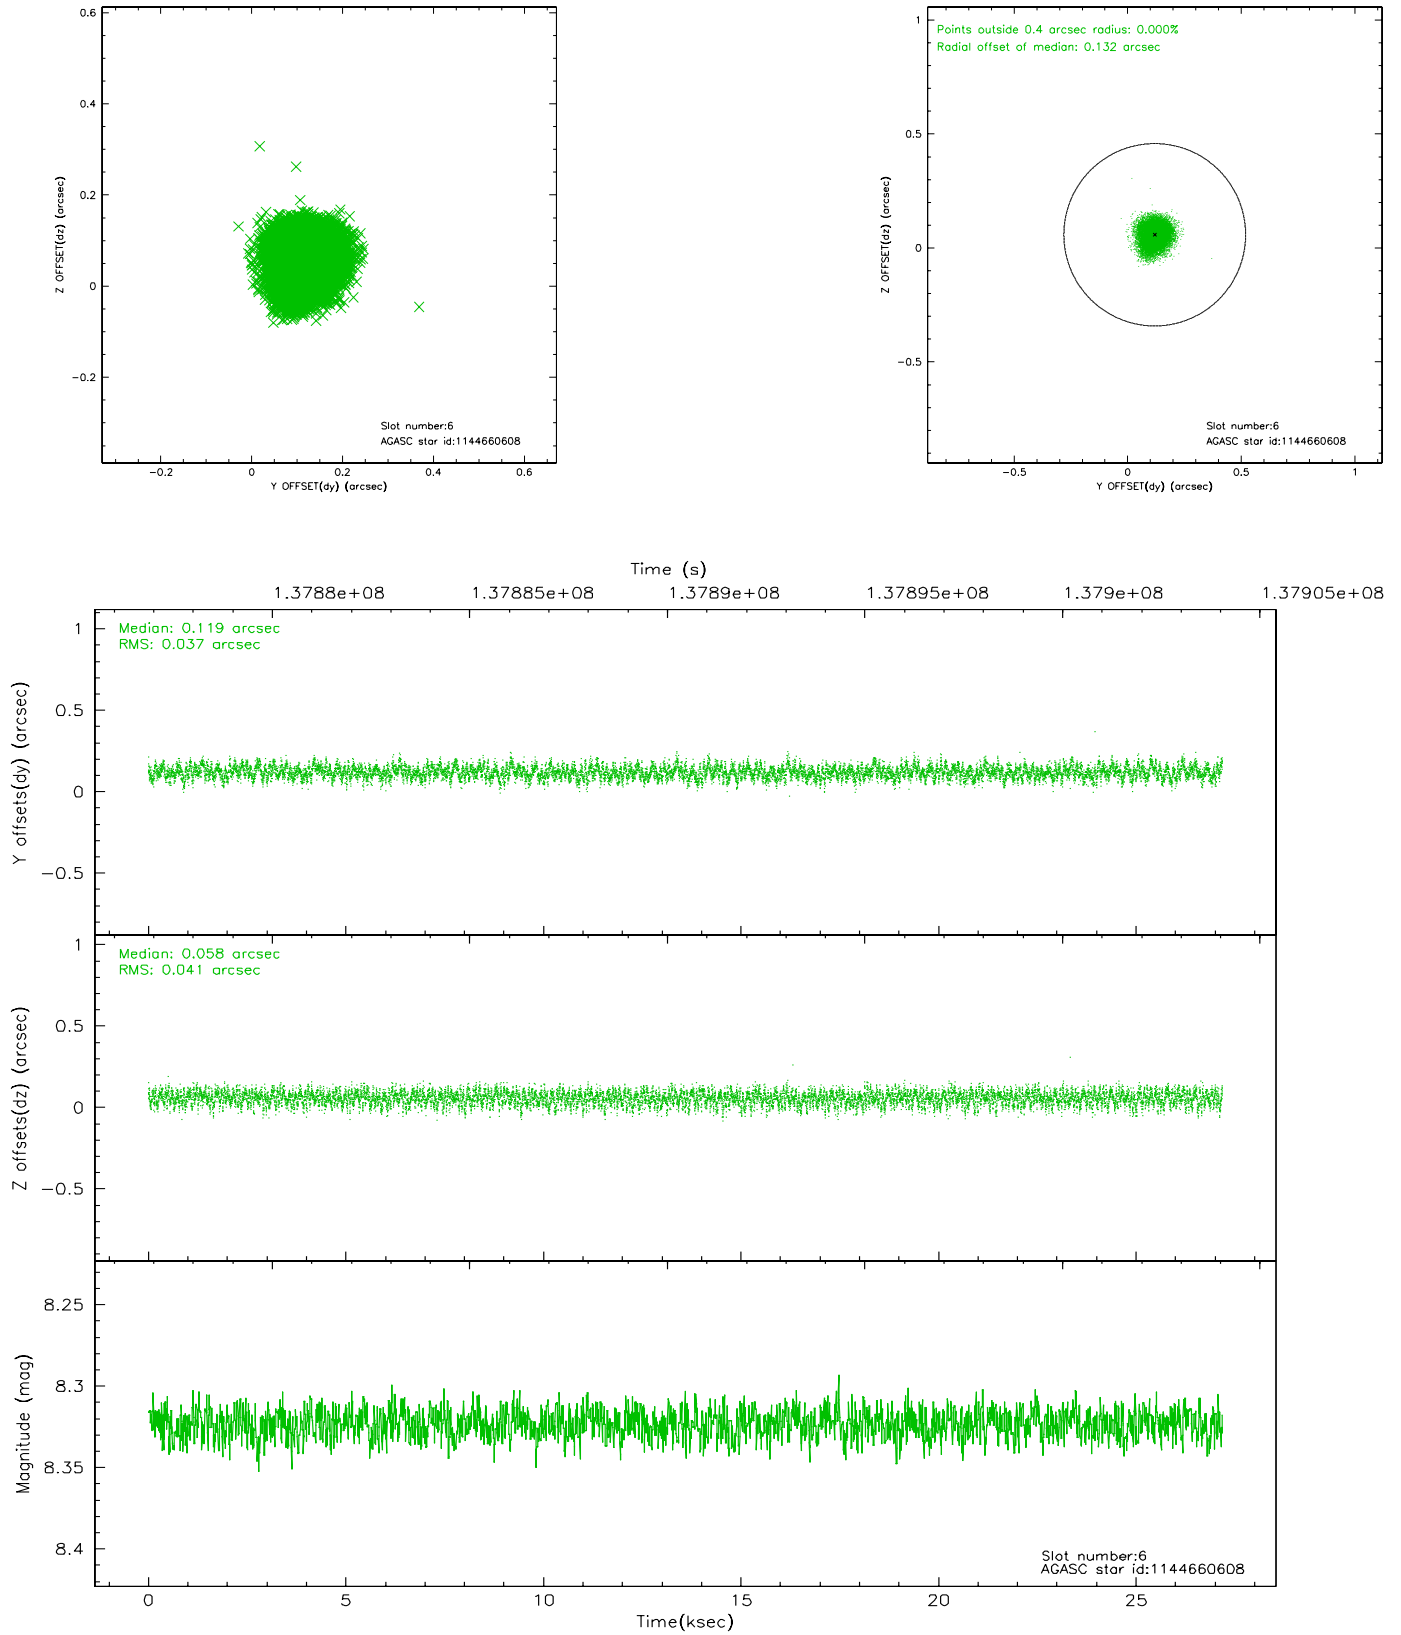 0.6
0.4
0.2
0
−0.2
Z OFFSET(dz) (arcsec)
Slot number:6
AGASC star id:1144660608
−0.2 0 0.2 0.4 0.6
Y OFFSET(dy) (arcsec)
Points outside 0.4 arcsec radius: 0.000%
Radial offset of median: 0.132 arcsec
1
0.5
0
−0.5
Z OFFSET(dz) (arcsec)
Slot number:6
AGASC star id:1144660608
−0.5 0 0.5 1
Y OFFSET(dy) (arcsec)
Time (s)
1.3788e+08 1.37885e+08 1.3789e+08 1.37895e+08 1.379e+08 1.37905e+08
Median: 0.119 arcsec
RMS: 0.037 arcsec
1
0.5
0
−0.5
Y offsets(dy) (arcsec)
Median: 0.058 arcsec
RMS: 0.041 arcsec
1
0.5
0
−0.5
Z offsets(dz) (arcsec)
8.25
8.3
8.35
8.4
Magnitude (mag)
Slot number:6
AGASC star id:1144660608
0 5 10 15 20 25
Time(ksec)